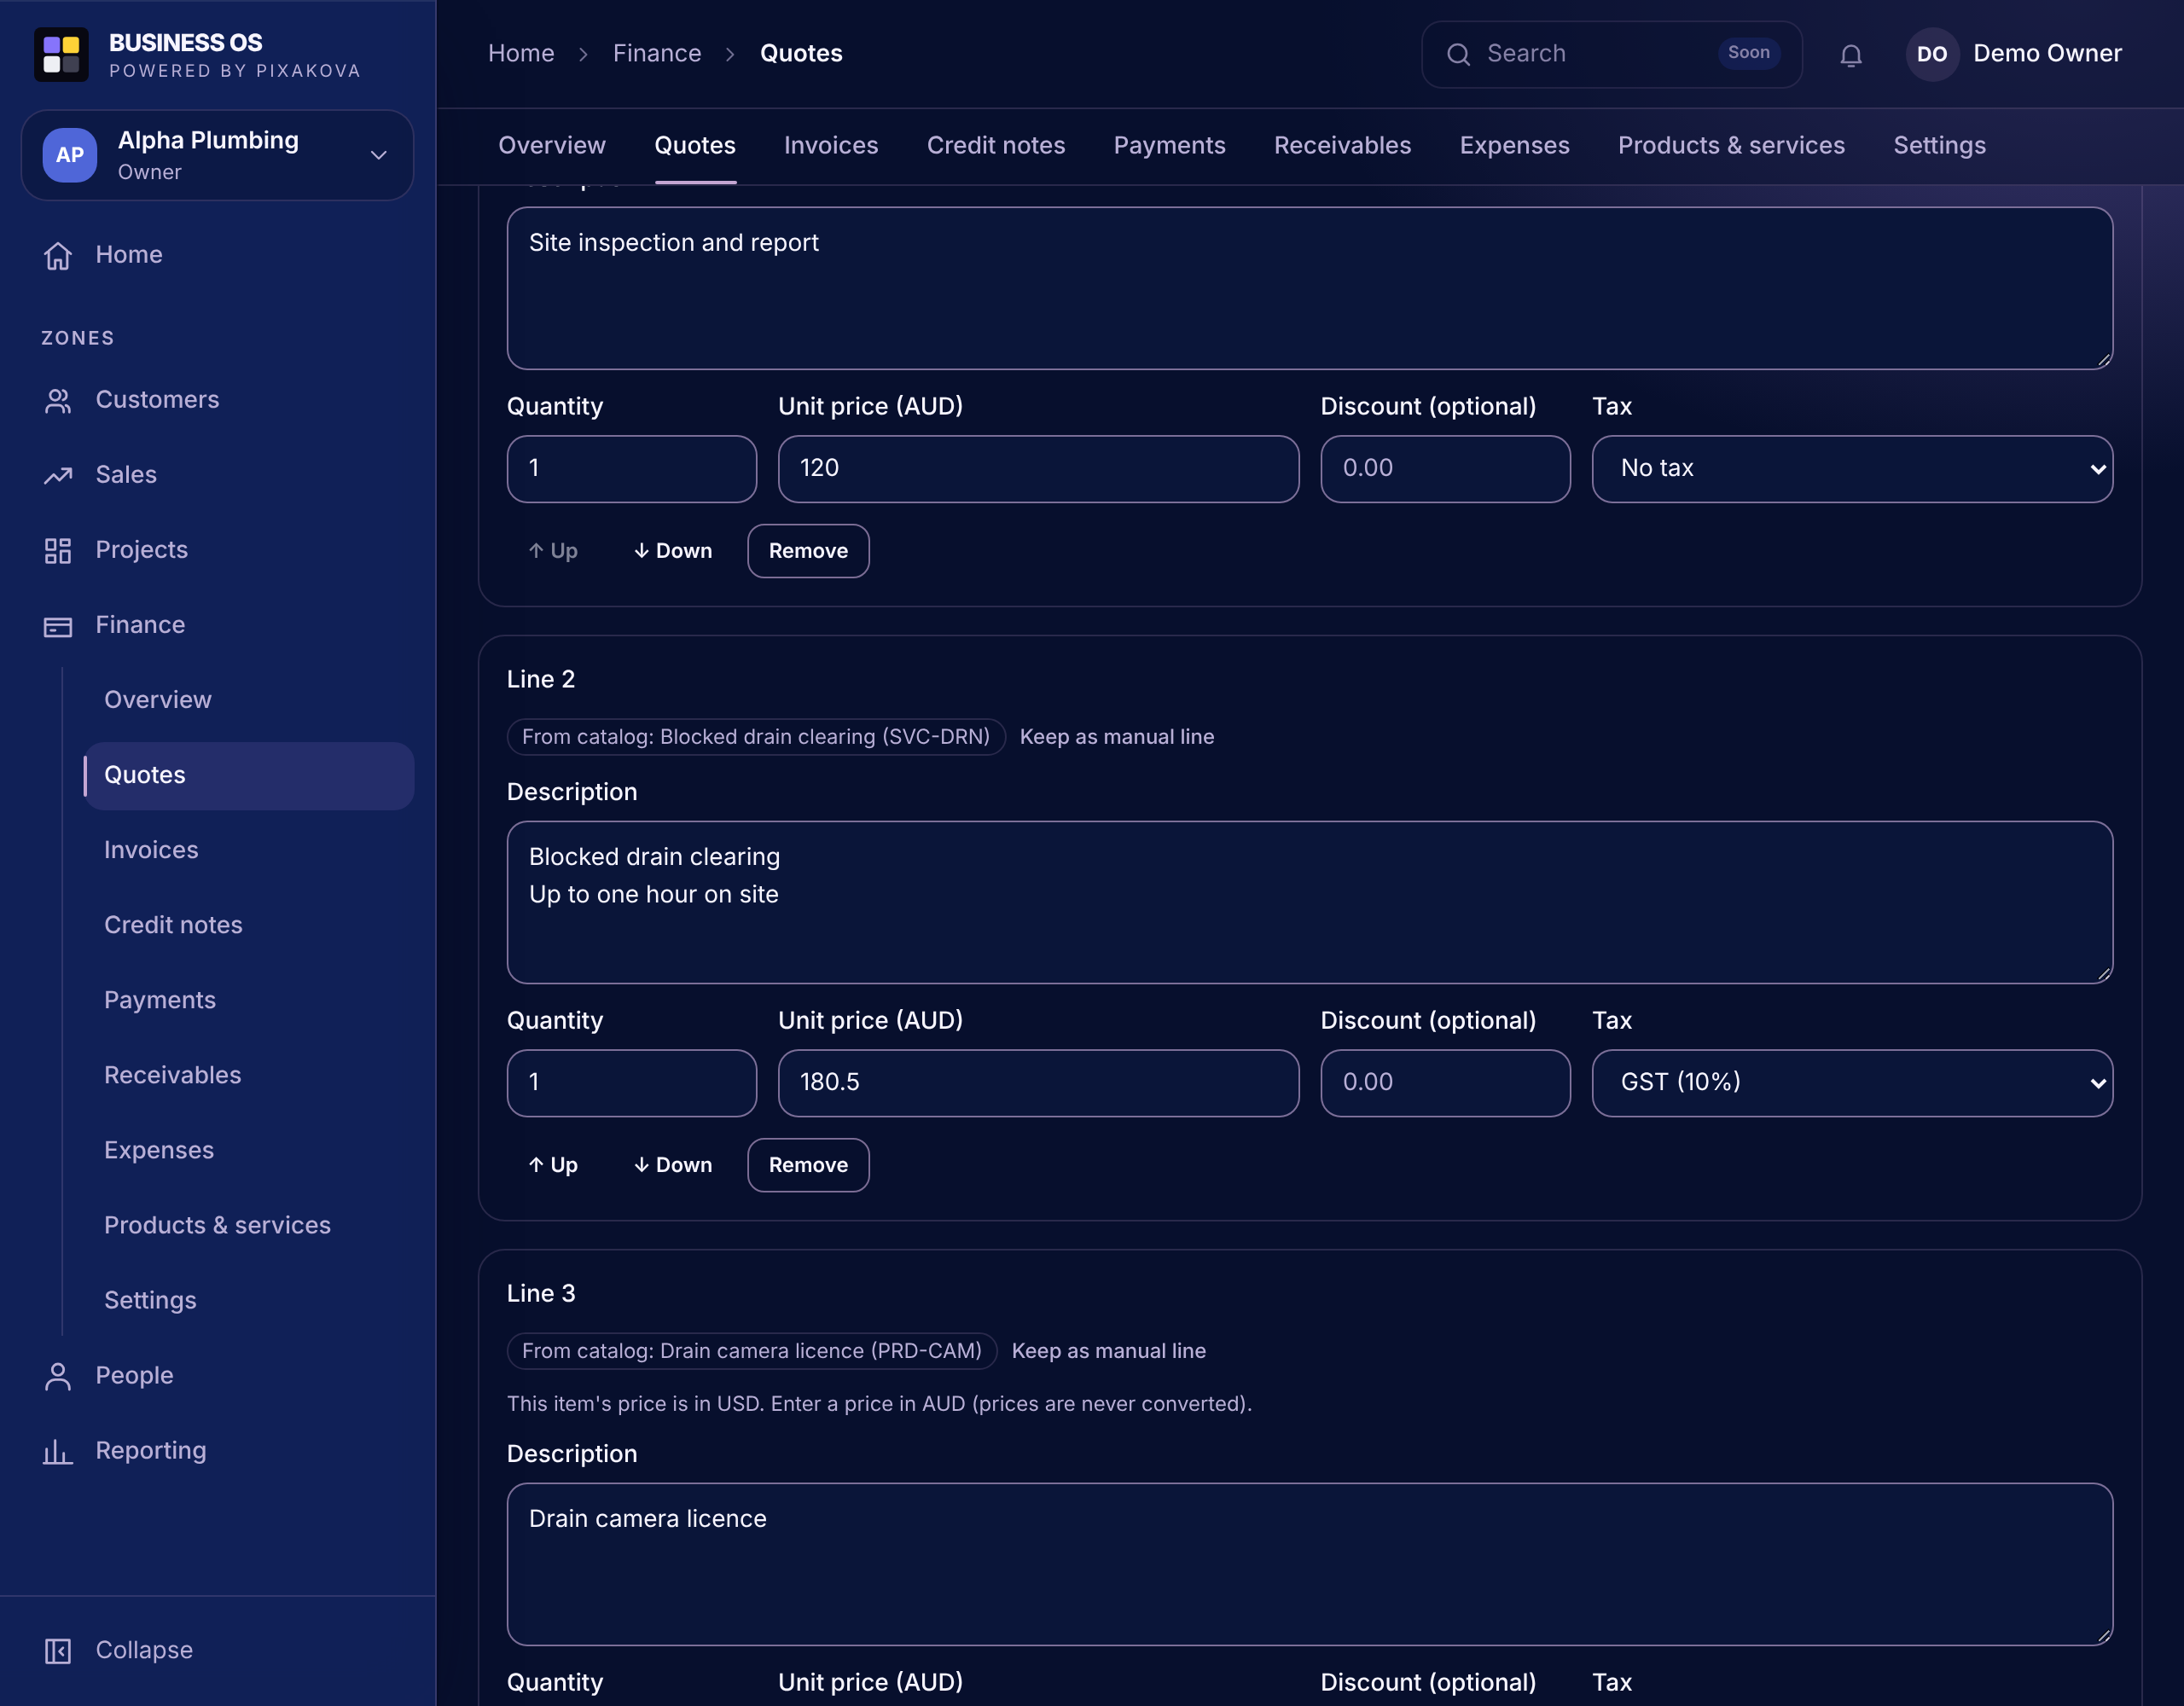 BUSINESS OS
POWERED BY PIXAKOVA
AP
Alpha Plumbing
Owner
Home
ZONES
Customers
Sales
Projects
Finance
Overview
Quotes
Invoices
Credit notes
Payments
Receivables
Expenses
Products & services
Settings
People
Reporting
Collapse
Home > Finance > Quotes
Search Soon
DO Demo Owner
Overview Quotes Invoices Credit notes Payments Receivables Expenses Products & services Settings
Site inspection and report
Quantity Unit price (AUD) Discount (optional) Tax
1 120 0.00 No tax
↑ Up ↓ Down Remove
Line 2
From catalog: Blocked drain clearing (SVC-DRN) Keep as manual line
Description
Blocked drain clearing
Up to one hour on site
Quantity Unit price (AUD) Discount (optional) Tax
1 180.5 0.00 GST (10%)
↑ Up ↓ Down Remove
Line 3
From catalog: Drain camera licence (PRD-CAM) Keep as manual line
This item's price is in USD. Enter a price in AUD (prices are never converted).
Description
Drain camera licence
Quantity Unit price (AUD) Discount (optional) Tax